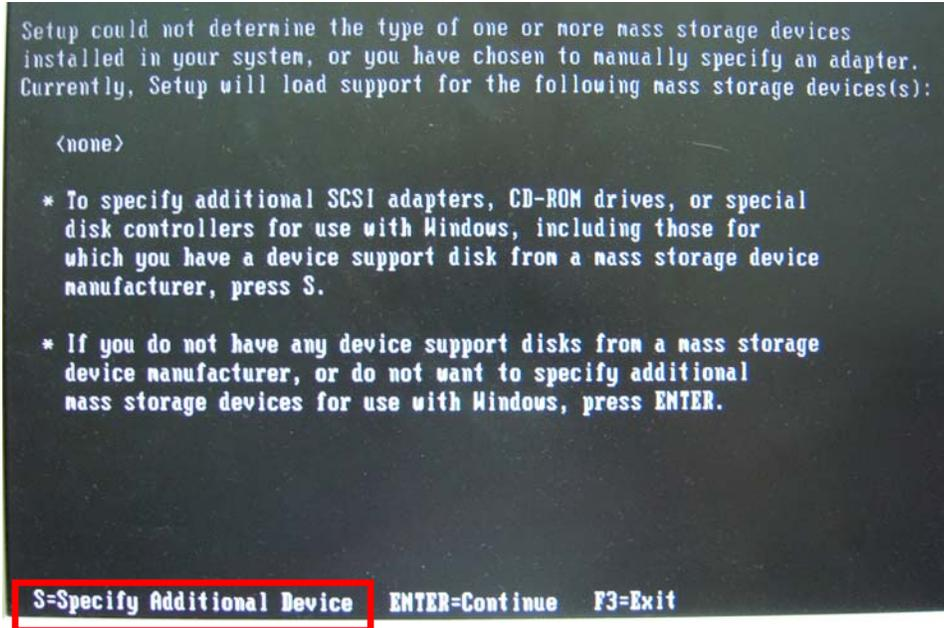 Setup could not determine the type of one or more mass storage devices
installed in your system, or you have chosen to manually specify an adapter.
Currently, Setup will load support for the following mass storage devices(s):
<none>
* To specify additional SCSI adapters, CD-ROM drives, or special
disk controllers for use with Windows, including those for
which you have a device support disk from a mass storage device
manufacturer, press S.
* If you do not have any device support disks from a mass storage
device manufacturer, or do not want to specify additional
mass storage devices for use with Windows, press ENTER.
S=Specify Additional Device ENTER=Continue F3=Exit